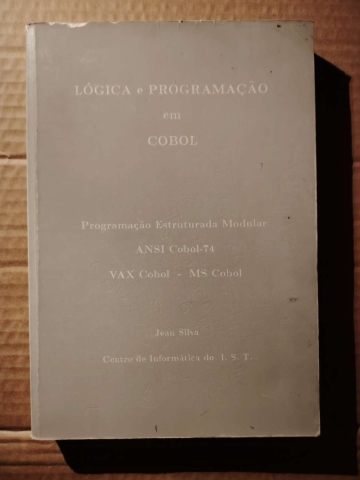 LÓGICA e PROGRAMAÇÃO
em
COBOL
Programação Estruturada Modular
ANSI Cobol-74
VAX Cobol - MS Cobol
Jean Silva
Centro de Informática do I. S. T.